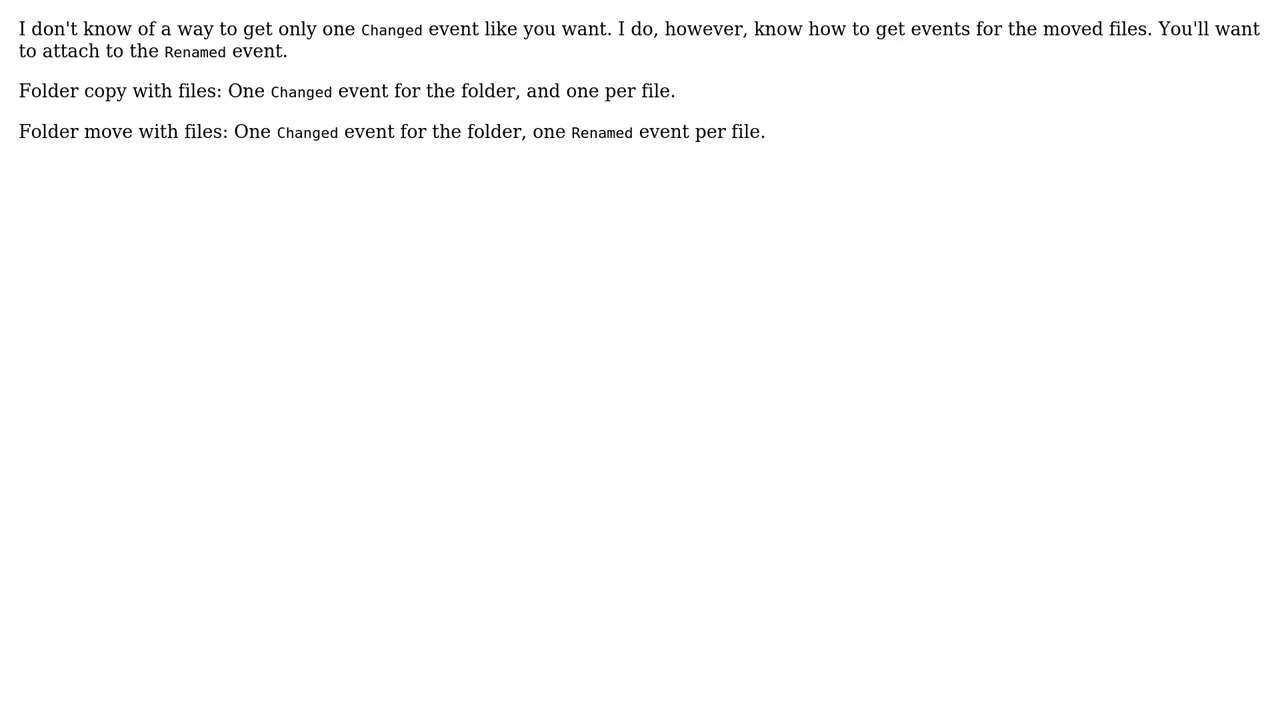 I don't know of a way to get only one Changed event like you want. I do, however, know how to get events for the moved files. You'll want
to attach to the Renamed event.
Folder copy with files: One Changed event for the folder, and one per file.
Folder move with files: One Changed event for the folder, one Renamed event per file.